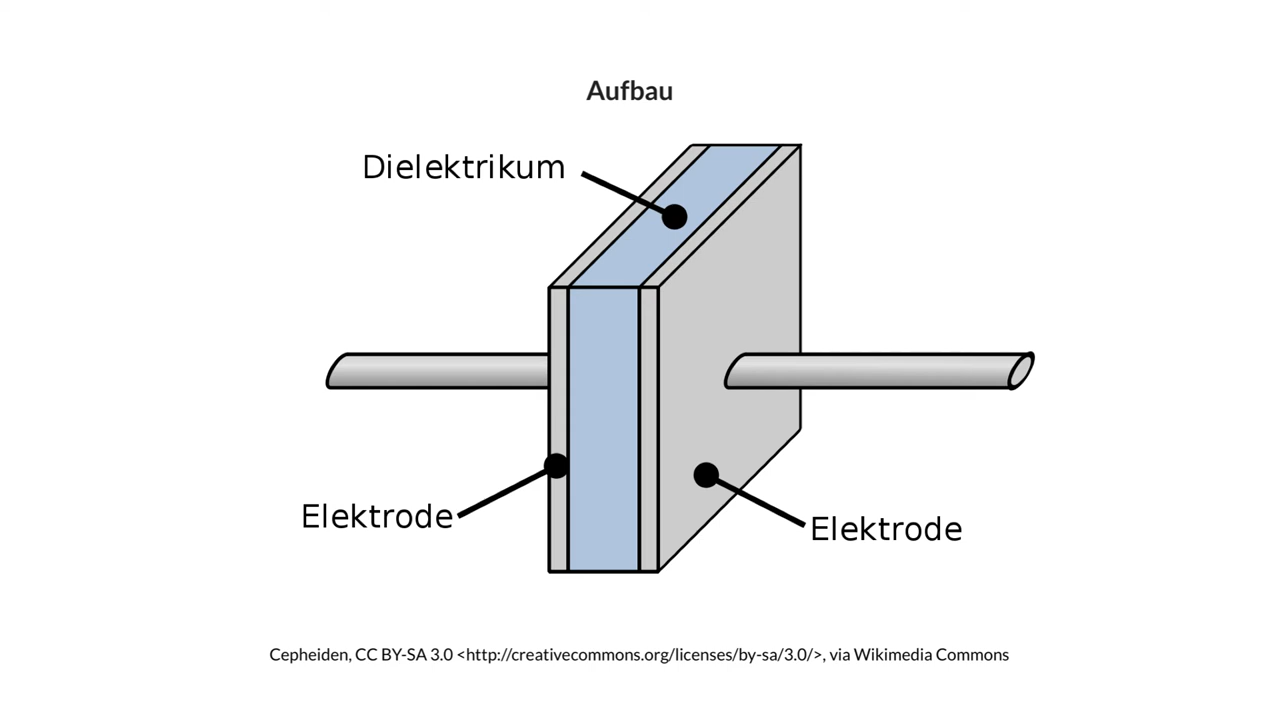 Aufbau
Dielektrikum
Elektrode
Elektrode
Cepheiden, CC BY-SA 3.0 <http://creativecommons.org/licenses/by-sa/3.0/>, via Wikimedia Commons